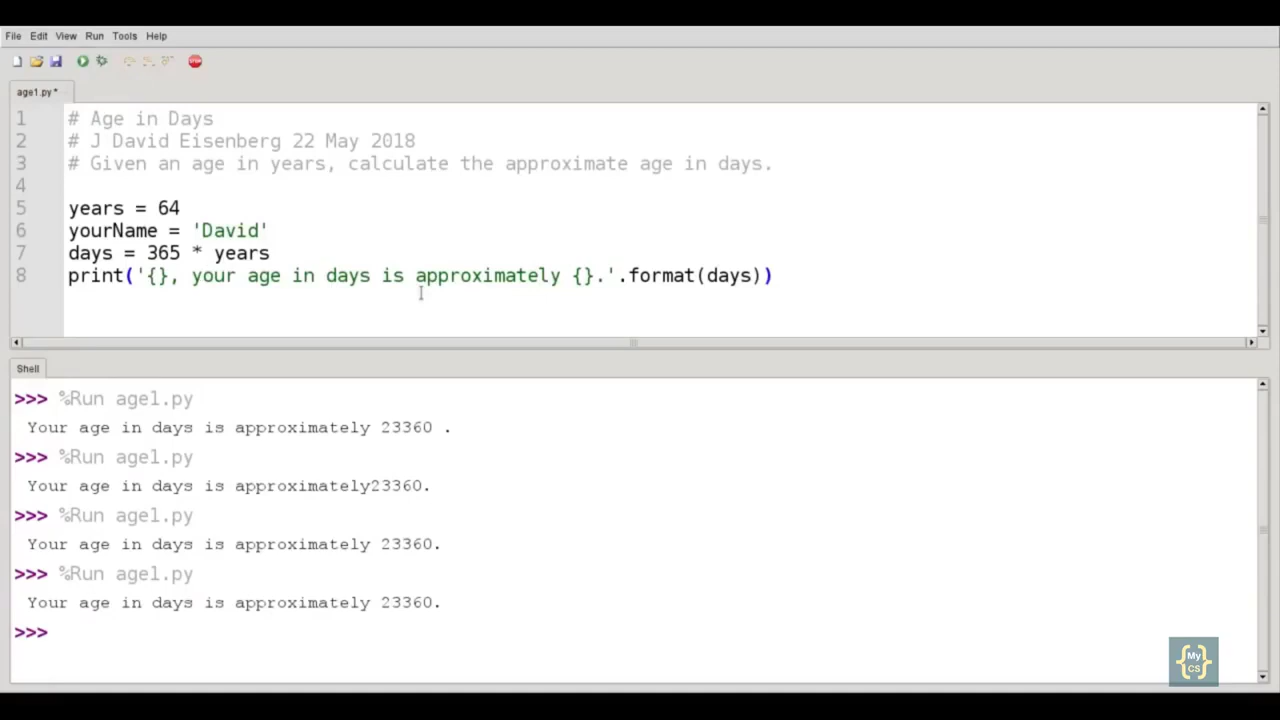 File Edit View Run Tools Help
age1.py *
1 # Age in Days
2 # J David Eisenberg 22 May 2018
3 # Given an age in years, calculate the approximate age in days.
4
5 years = 64
6 yourName = 'David'
7 days = 365 * years
8 print('{}, your age in days is approximately {}.'.format(days))
Shell
>>> %Run age1.py
Your age in days is approximately 23360 .
>>> %Run age1.py
Your age in days is approximately23360.
>>> %Run age1.py
Your age in days is approximately 23360.
>>> %Run age1.py
Your age in days is approximately 23360.
>>>
{My CS}